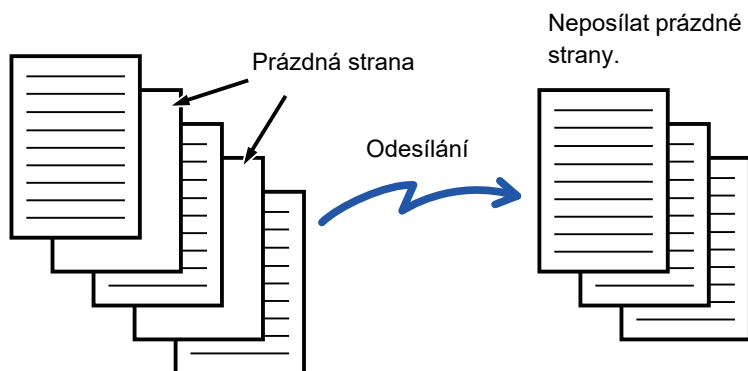 Neposílat prázdné
strany.
Prázdná strana
Odesílání